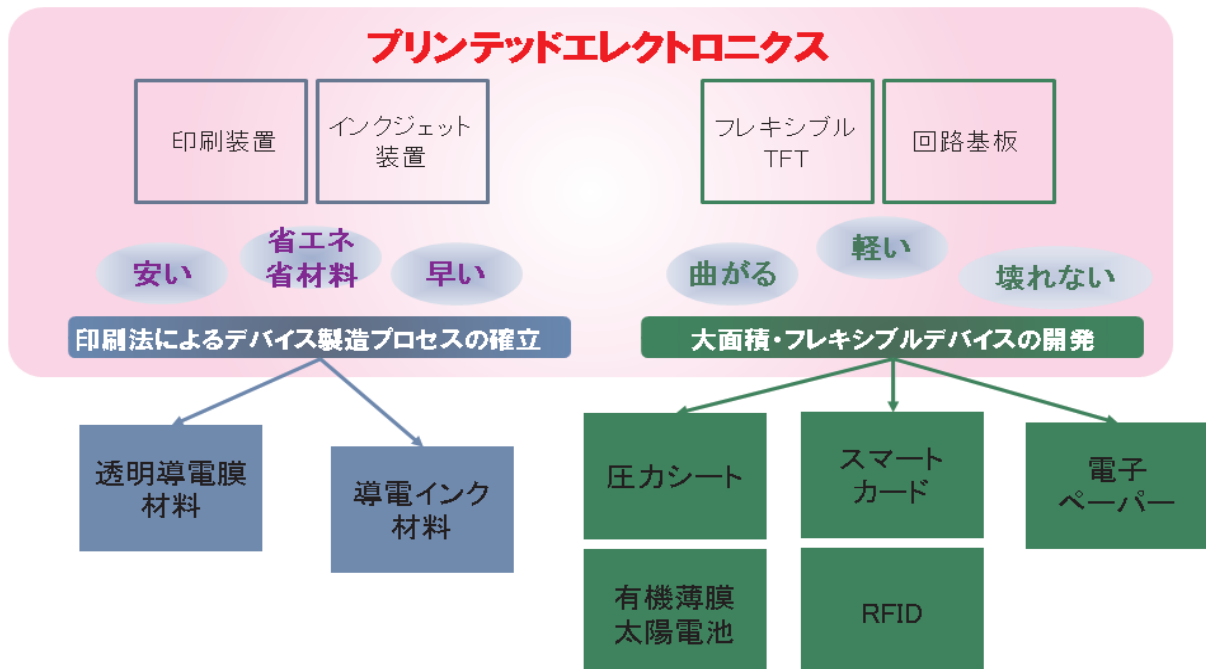 プリンテッドエレクトロニクス
印刷装置
インクジェット
装置
フレキシブル
TFT
回路基板
安い
省エネ
省材料
早い
曲がる
軽い
壊れない
印刷法によるデバイス製造プロセスの確立
大面積・フレキシブルデバイスの開発
透明導電膜
材料
導電インク
材料
圧力シート
スマート
カード
電子
ペーパー
有機薄膜
太陽電池
RFID